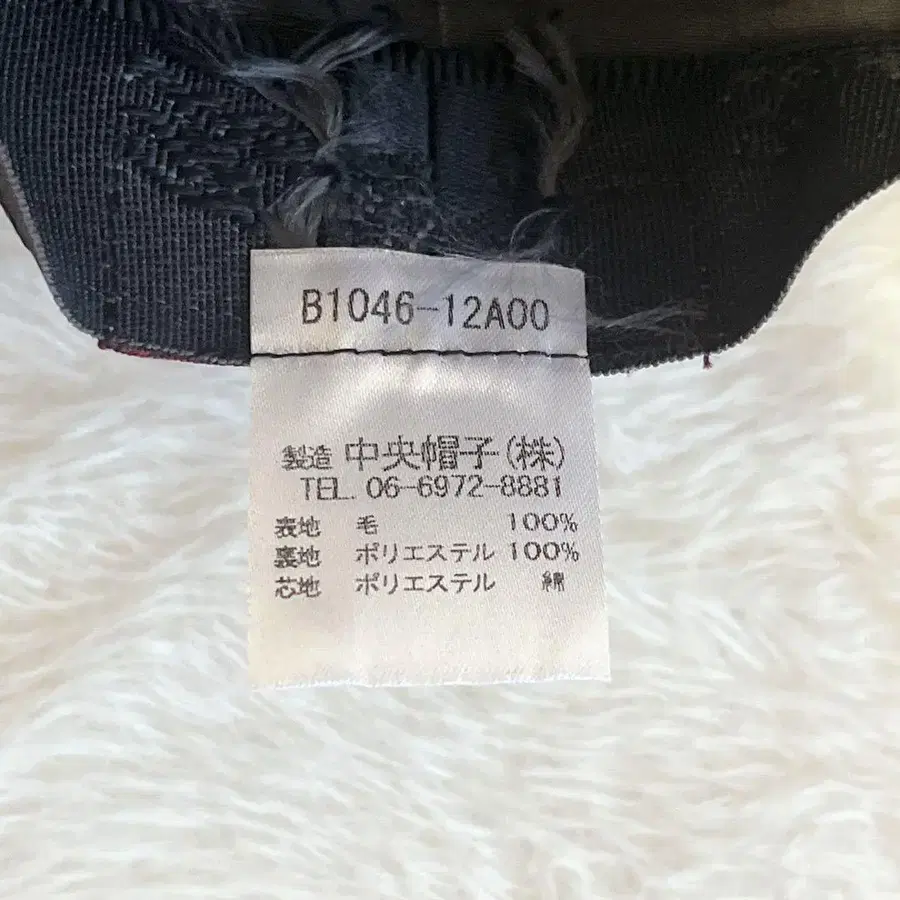 B1046-12A00
製造 中央帽子(株)
TEL. 06-6972-8881
表地 毛 100%
裏地 ポリエステル 100%
芯地 ポリエステル 綿